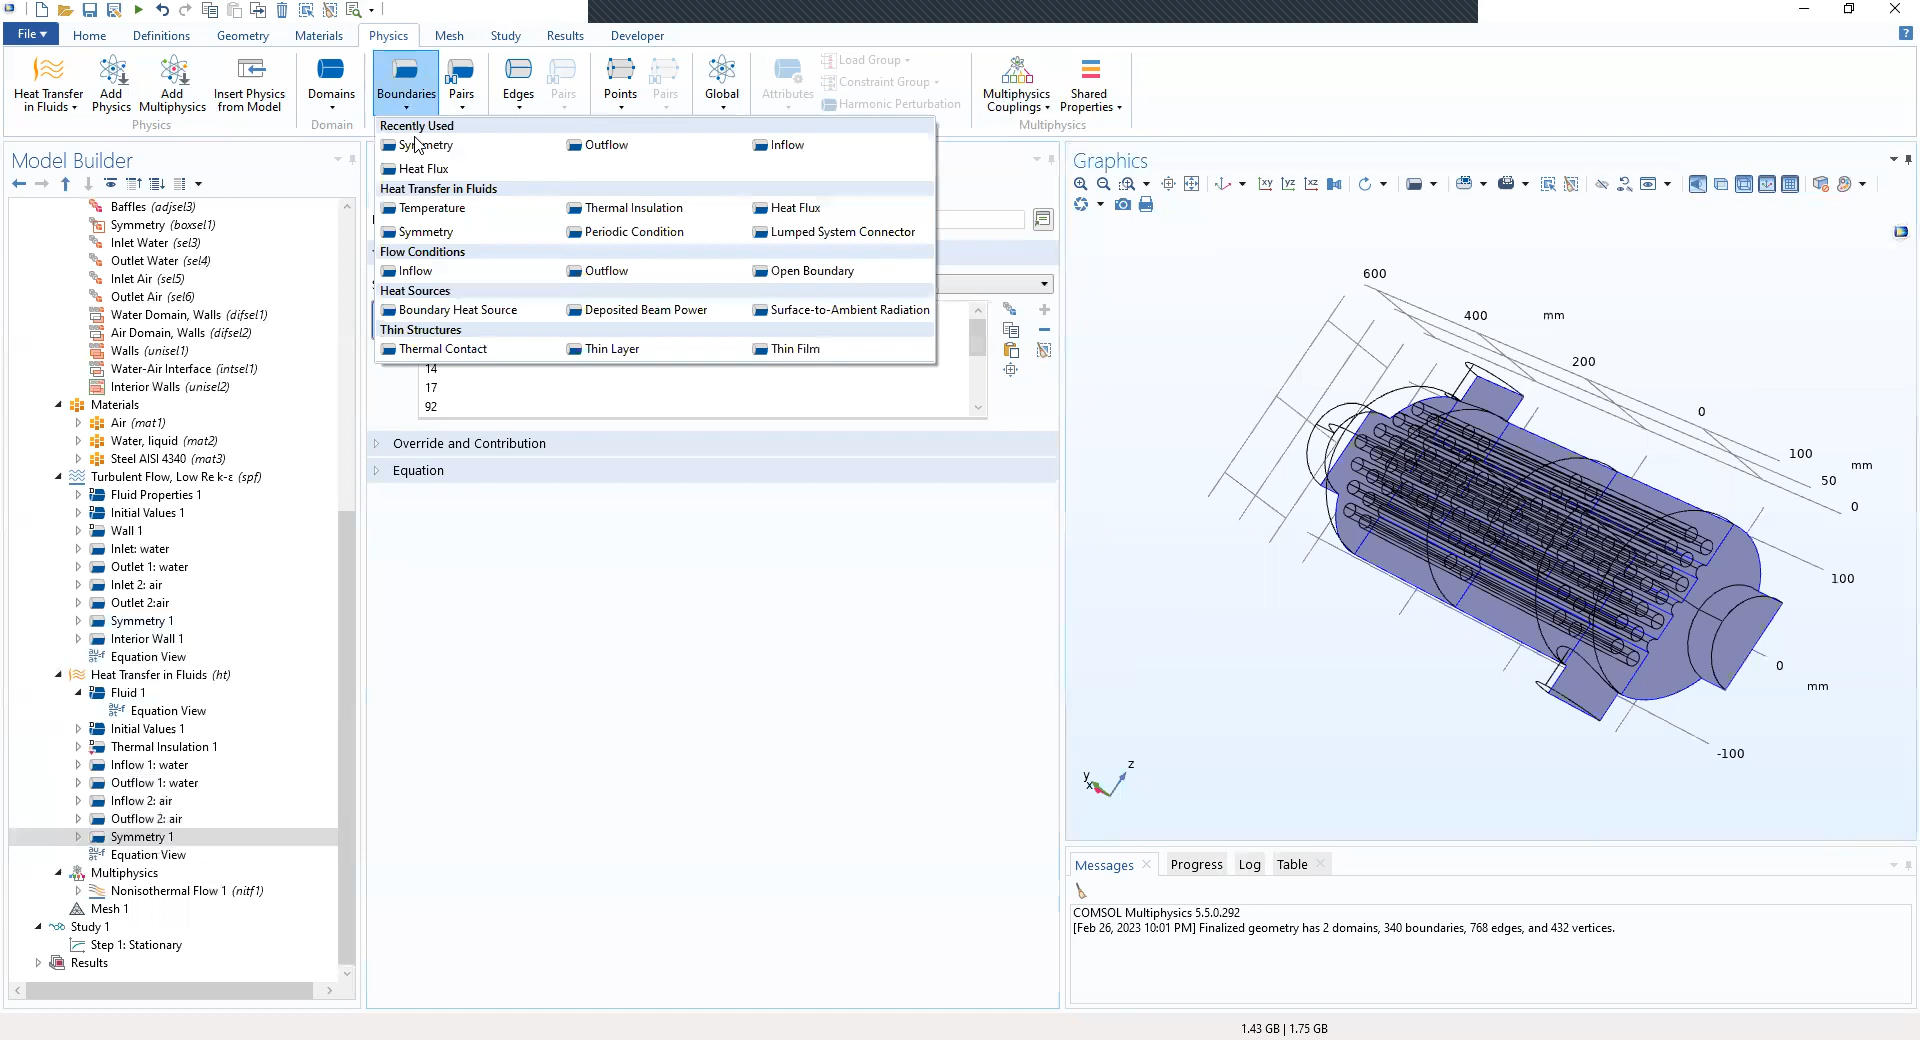 File
Home
Definitions
Geometry
Materials
Physics
Mesh
Study
Results
Developer
?
Heat Transfer in Fluids
Add Physics
Add Multiphysics
Insert Physics from Model
Physics
Domains
Domain
Boundaries
Pairs
Edges
Pairs
Points
Pairs
Global
Attributes
Load Group
Constraint Group
Harmonic Perturbation
Multiphysics Couplings
Shared Properties
Multiphysics
Recently Used
Symmetry Outflow Inflow
Heat Flux
Heat Transfer in Fluids
Temperature Thermal Insulation Heat Flux
Symmetry Periodic Condition Lumped System Connector
Flow Conditions
Inflow Outflow Open Boundary
Heat Sources
Boundary Heat Source Deposited Beam Power Surface-to-Ambient Radiation
Thin Structures
Thermal Contact Thin Layer Thin Film
14
17
92
Override and Contribution
Equation
Model Builder
Baffles (adjsel3)
Symmetry (boxsel1)
Inlet Water (sel3)
Outlet Water (sel4)
Inlet Air (sel5)
Outlet Air (sel6)
Water Domain, Walls (difsel1)
Air Domain, Walls (difsel2)
Walls (unisel1)
Water-Air Interface (intsel1)
Interior Walls (unisel2)
Materials
Air (mat1)
Water, liquid (mat2)
Steel AISI 4340 (mat3)
Turbulent Flow, Low Re k-ε (spf)
Fluid Properties 1
Initial Values 1
Wall 1
Inlet: water
Outlet 1: water
Inlet 2: air
Outlet 2:air
Symmetry 1
Interior Wall 1
Equation View
Heat Transfer in Fluids (ht)
Fluid 1
Equation View
Initial Values 1
Thermal Insulation 1
Inflow 1: water
Outflow 1: water
Inflow 2: air
Outflow 2: air
Symmetry 1
Equation View
Multiphysics
Nonisothermal Flow 1 (nitf1)
Mesh 1
Study 1
Step 1: Stationary
Results
Graphics
xy yz xz
600
400
mm
200
0
100
mm
50
0
100
0
mm
-100
y
x
z
Messages
Progress
Log
Table
COMSOL Multiphysics 5.5.0.292
[Feb 26, 2023 10:01 PM] Finalized geometry has 2 domains, 340 boundaries, 768 edges, and 432 vertices.
1.43 GB | 1.75 GB